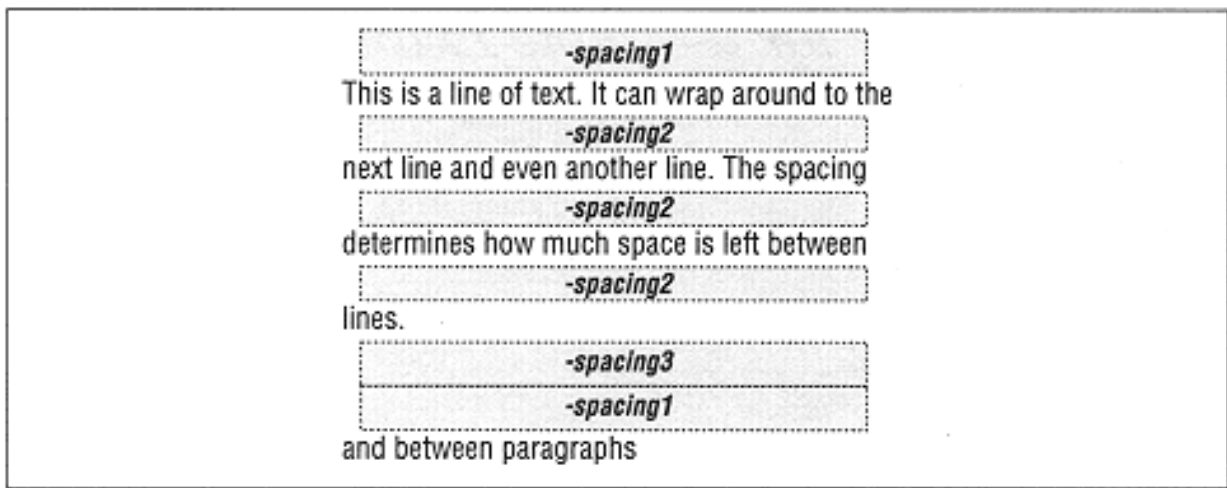 -spacing1
This is a line of text. It can wrap around to the
-spacing2
next line and even another line. The spacing
-spacing2
determines how much space is left between
-spacing2
lines.
-spacing3
-spacing1
and between paragraphs